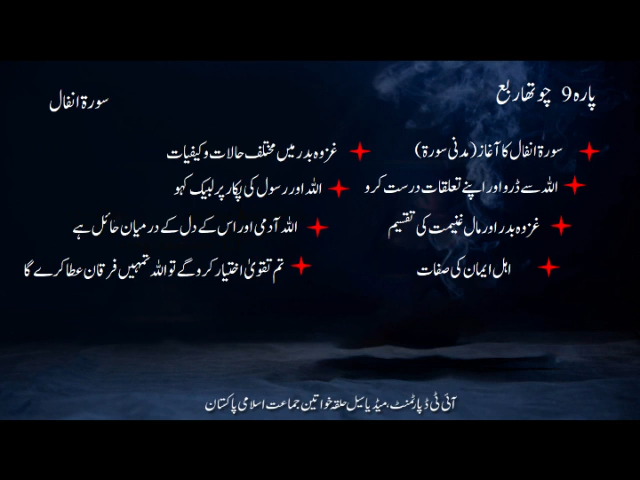 پارہ 9 چوتھا ربع
سورۃ انفال
سورۃ انفال کا آغاز (مدنی سورۃ)
اللہ سے ڈرو اور اپنے تعلقات درست کرو
غزوہ بدر اور مال غنیمت کی تقسیم
اہل ایمان کی صفات
غزوہ بدر میں مختلف حالات و کیفیات
اللہ اور رسول کی پکار پر لبیک کہو
اللہ آدمی اور اس کے دل کے درمیان حائل ہے
تم تقویٰ اختیار کرو گے تو اللہ تمہیں فرقان عطا کرے گا
آئی ٹی ڈپارٹمنٹ، میڈیا سیل حلقہ خواتین جماعت اسلامی پاکستان